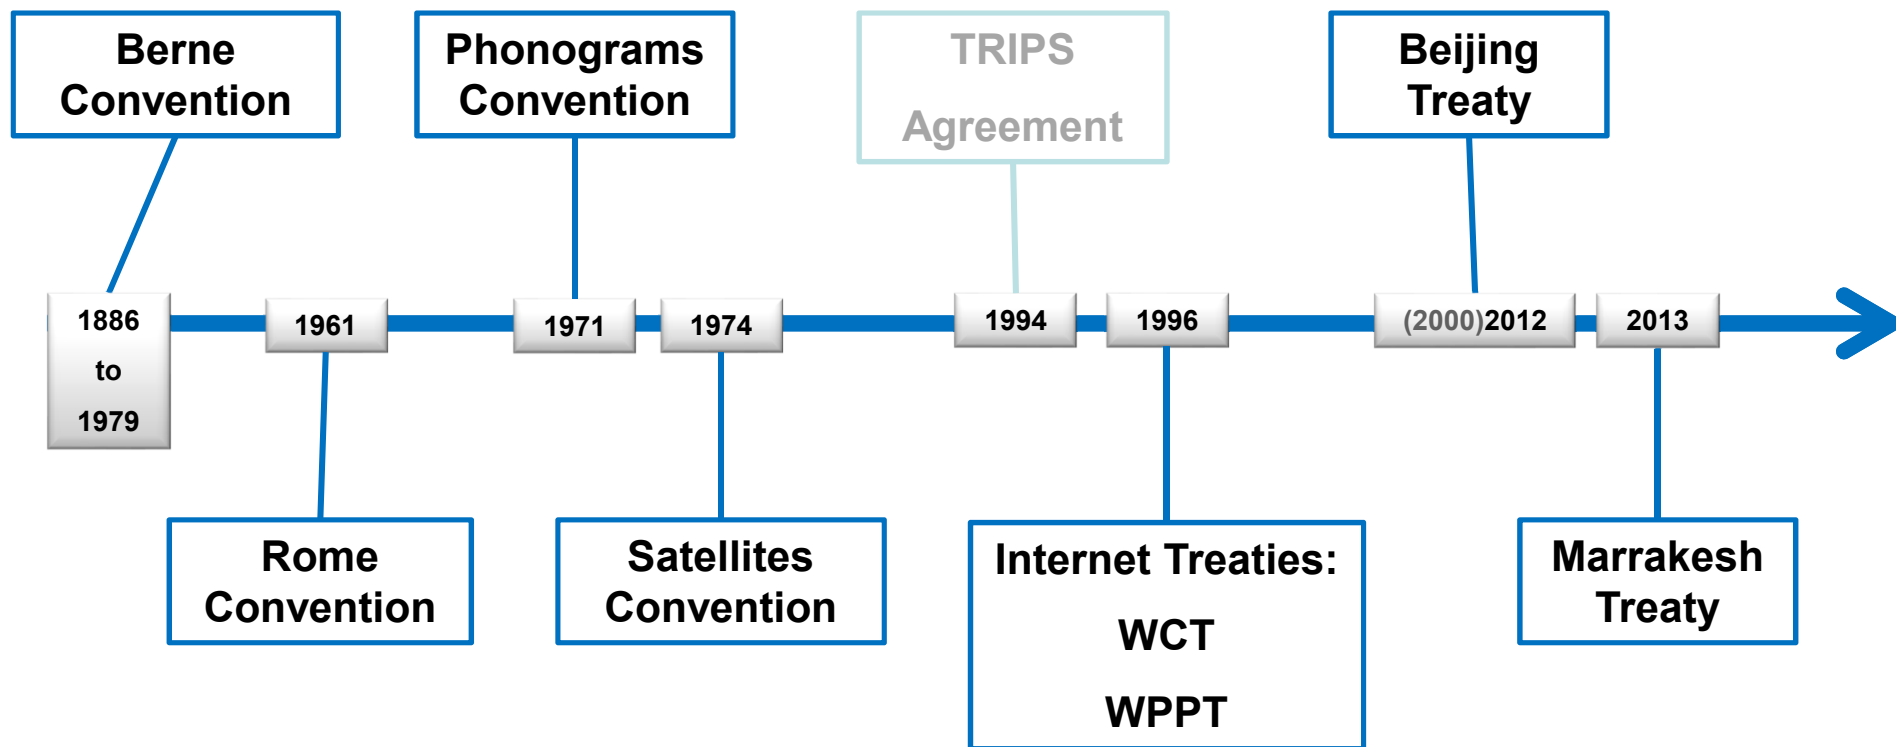 Berne
Convention
Phonograms
Convention
TRIPS
Agreement
Beijing
Treaty
1886
to
1979
1961
1971
1974
1994
1996
(2000)2012
2013
Rome
Convention
Satellites
Convention
Internet Treaties:
WCT
WPPT
Marrakesh
Treaty